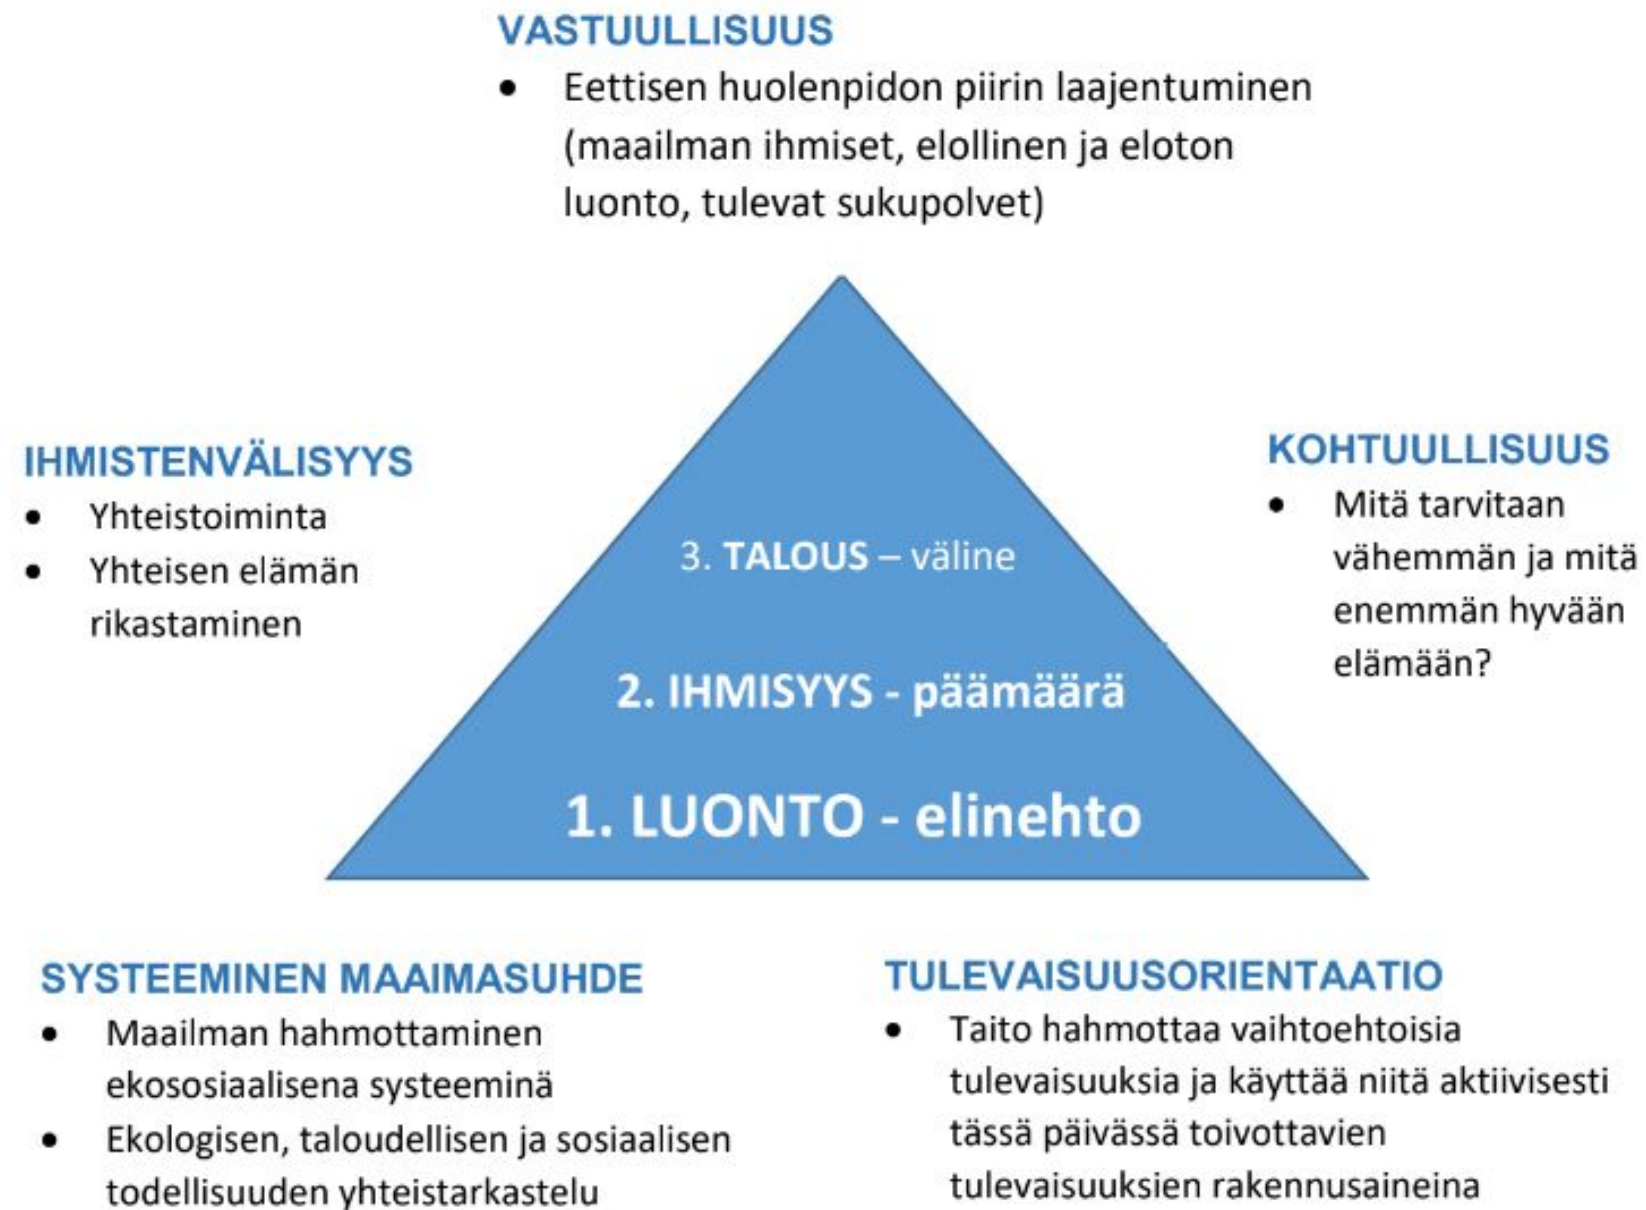 VASTUULLISUUS
• Eettisen huolenpidon piirin laajentuminen
(maailman ihmiset, elollinen ja eloton
luonto, tulevat sukupolvet)
IHMISTENVÄLISYYS
• Yhteistoiminta
• Yhteisen elämän
rikastaminen
KOHTUULLISUUS
• Mitä tarvitaan
vähemmän ja mitä
enemmän hyvään
elämään?
3. TALOUS – väline
2. IHMISYYS - päämäärä
1. LUONTO - elinehto
SYSTEEMINEN MAAIMASUHDE
• Maailman hahmottaminen
ekososiaalisena systeeminä
• Ekologisen, taloudellisen ja sosiaalisen
todellisuuden yhteistarkastelu
TULEVAISUUSORIENTAATIO
• Taito hahmottaa vaihtoehtoisia
tulevaisuuksia ja käyttää niitä aktiivisesti
tässä päivässä toivottavien
tulevaisuuksien rakennusaineina